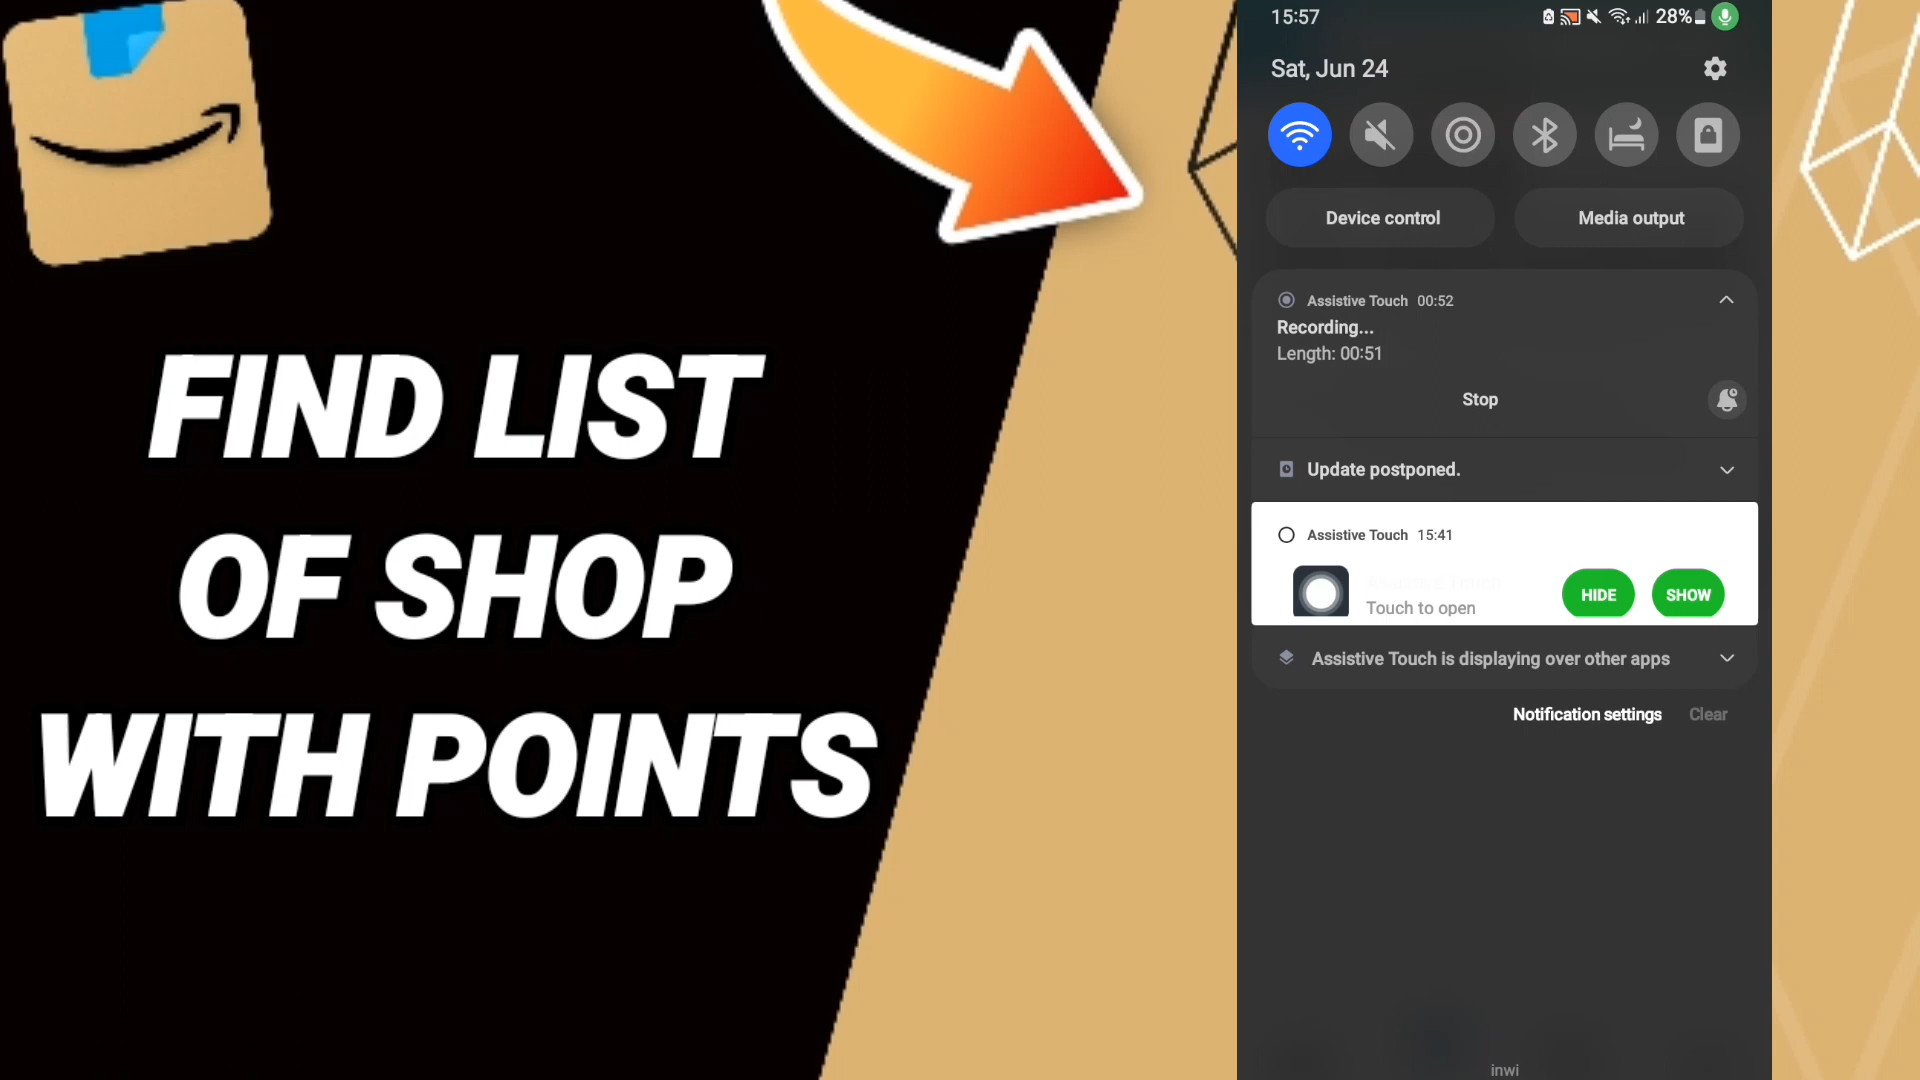 FIND LIST
OF SHOP
WITH POINTS
15:57
28%
Sat, Jun 24
Device control
Media output
Assistive Touch 00:52
Recording...
Length: 00:51
Stop
Update postponed.
Assistive Touch 15:41
Touch to open
HIDE
SHOW
Assistive Touch is displaying over other apps
Notification settings
Clear
inwi